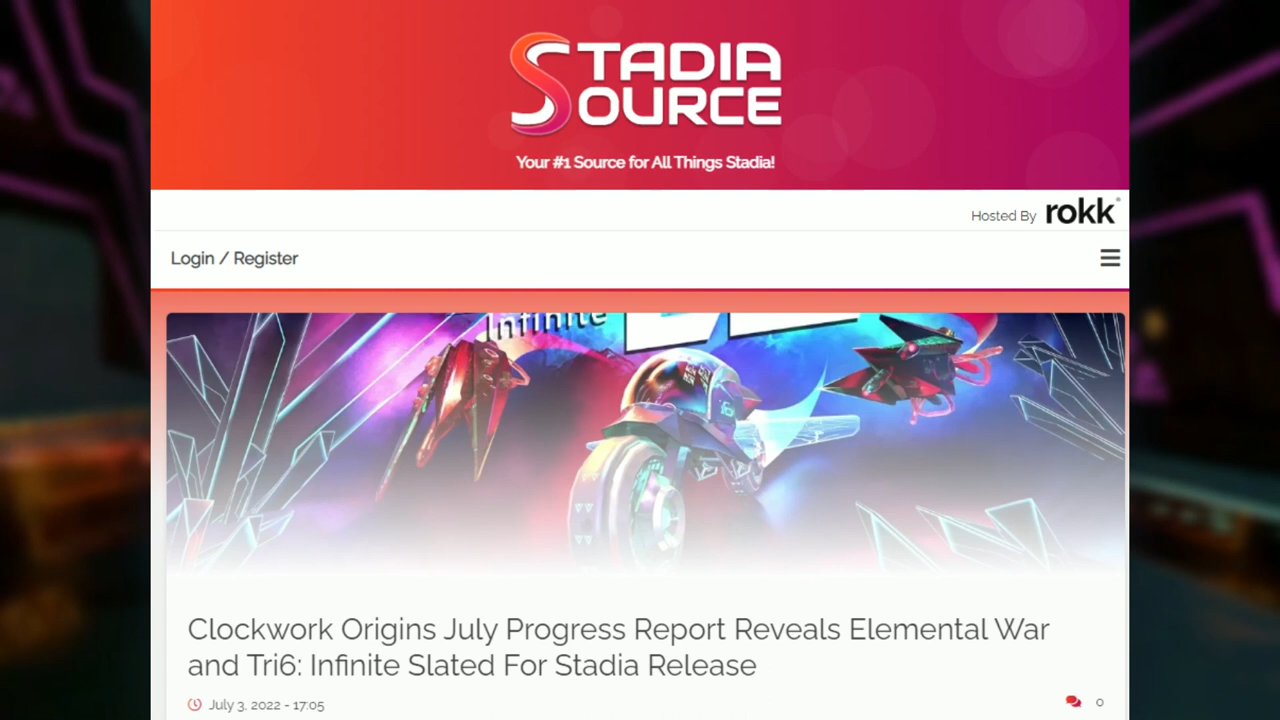 STADIA
SOURCE
Your #1 Source for All Things Stadia!
Hosted By rokk
Login / Register
Infinite
Clockwork Origins July Progress Report Reveals Elemental War
and Tri6: Infinite Slated For Stadia Release
July 3, 2022 - 17:05
0